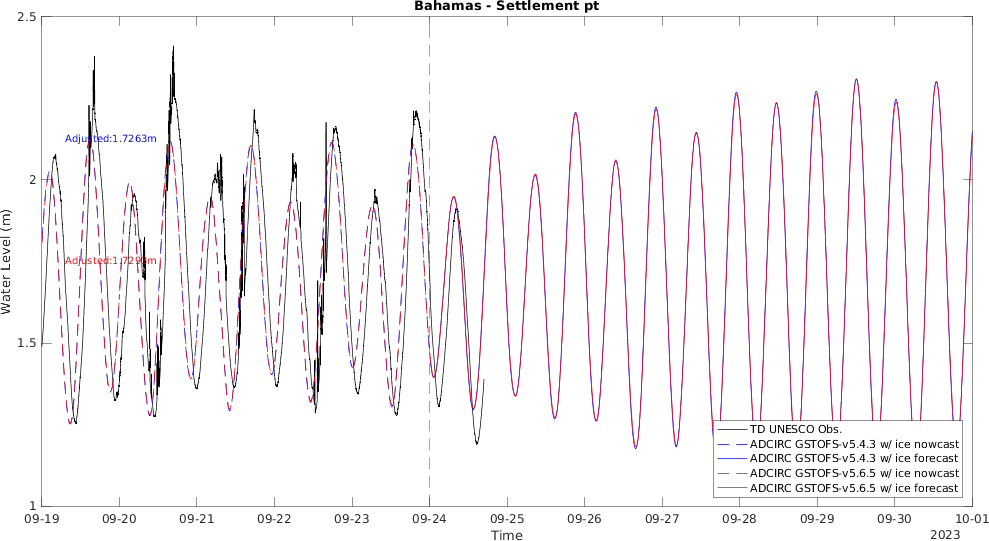 Bahamas - Settlement pt
2.5
2
1.5
1
Water Level (m)
Adjusted:1.7263m
Adjusted:1.7293m
TD UNESCO Obs.
ADCIRC GSTOFS-v5.4.3 w/ ice nowcast
ADCIRC GSTOFS-v5.4.3 w/ ice forecast
ADCIRC GSTOFS-v5.6.5 w/ ice nowcast
ADCIRC GSTOFS-v5.6.5 w/ ice forecast
09-19 09-20 09-21 09-22 09-23 09-24 09-25 09-26 09-27 09-28 09-29 09-30 10-01
Time
2023